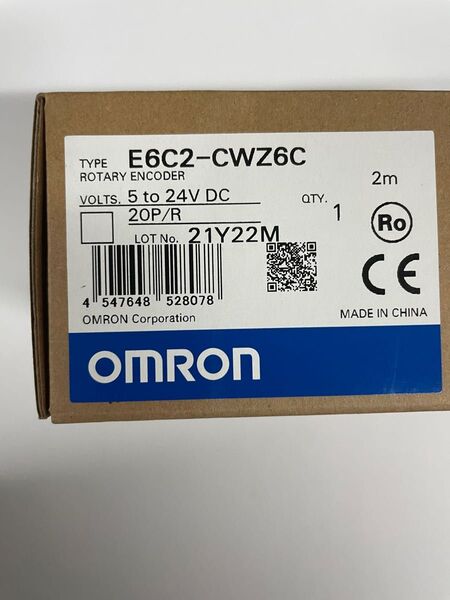 TYPE E6C2-CWZ6C
ROTARY ENCODER
2m
VOLTS. 5 to 24V DC
QTY. 1
20P/R
LOT No. 21Y22M
Ro
CE
4 547648 528078
OMRON Corporation
MADE IN CHINA
OMRON